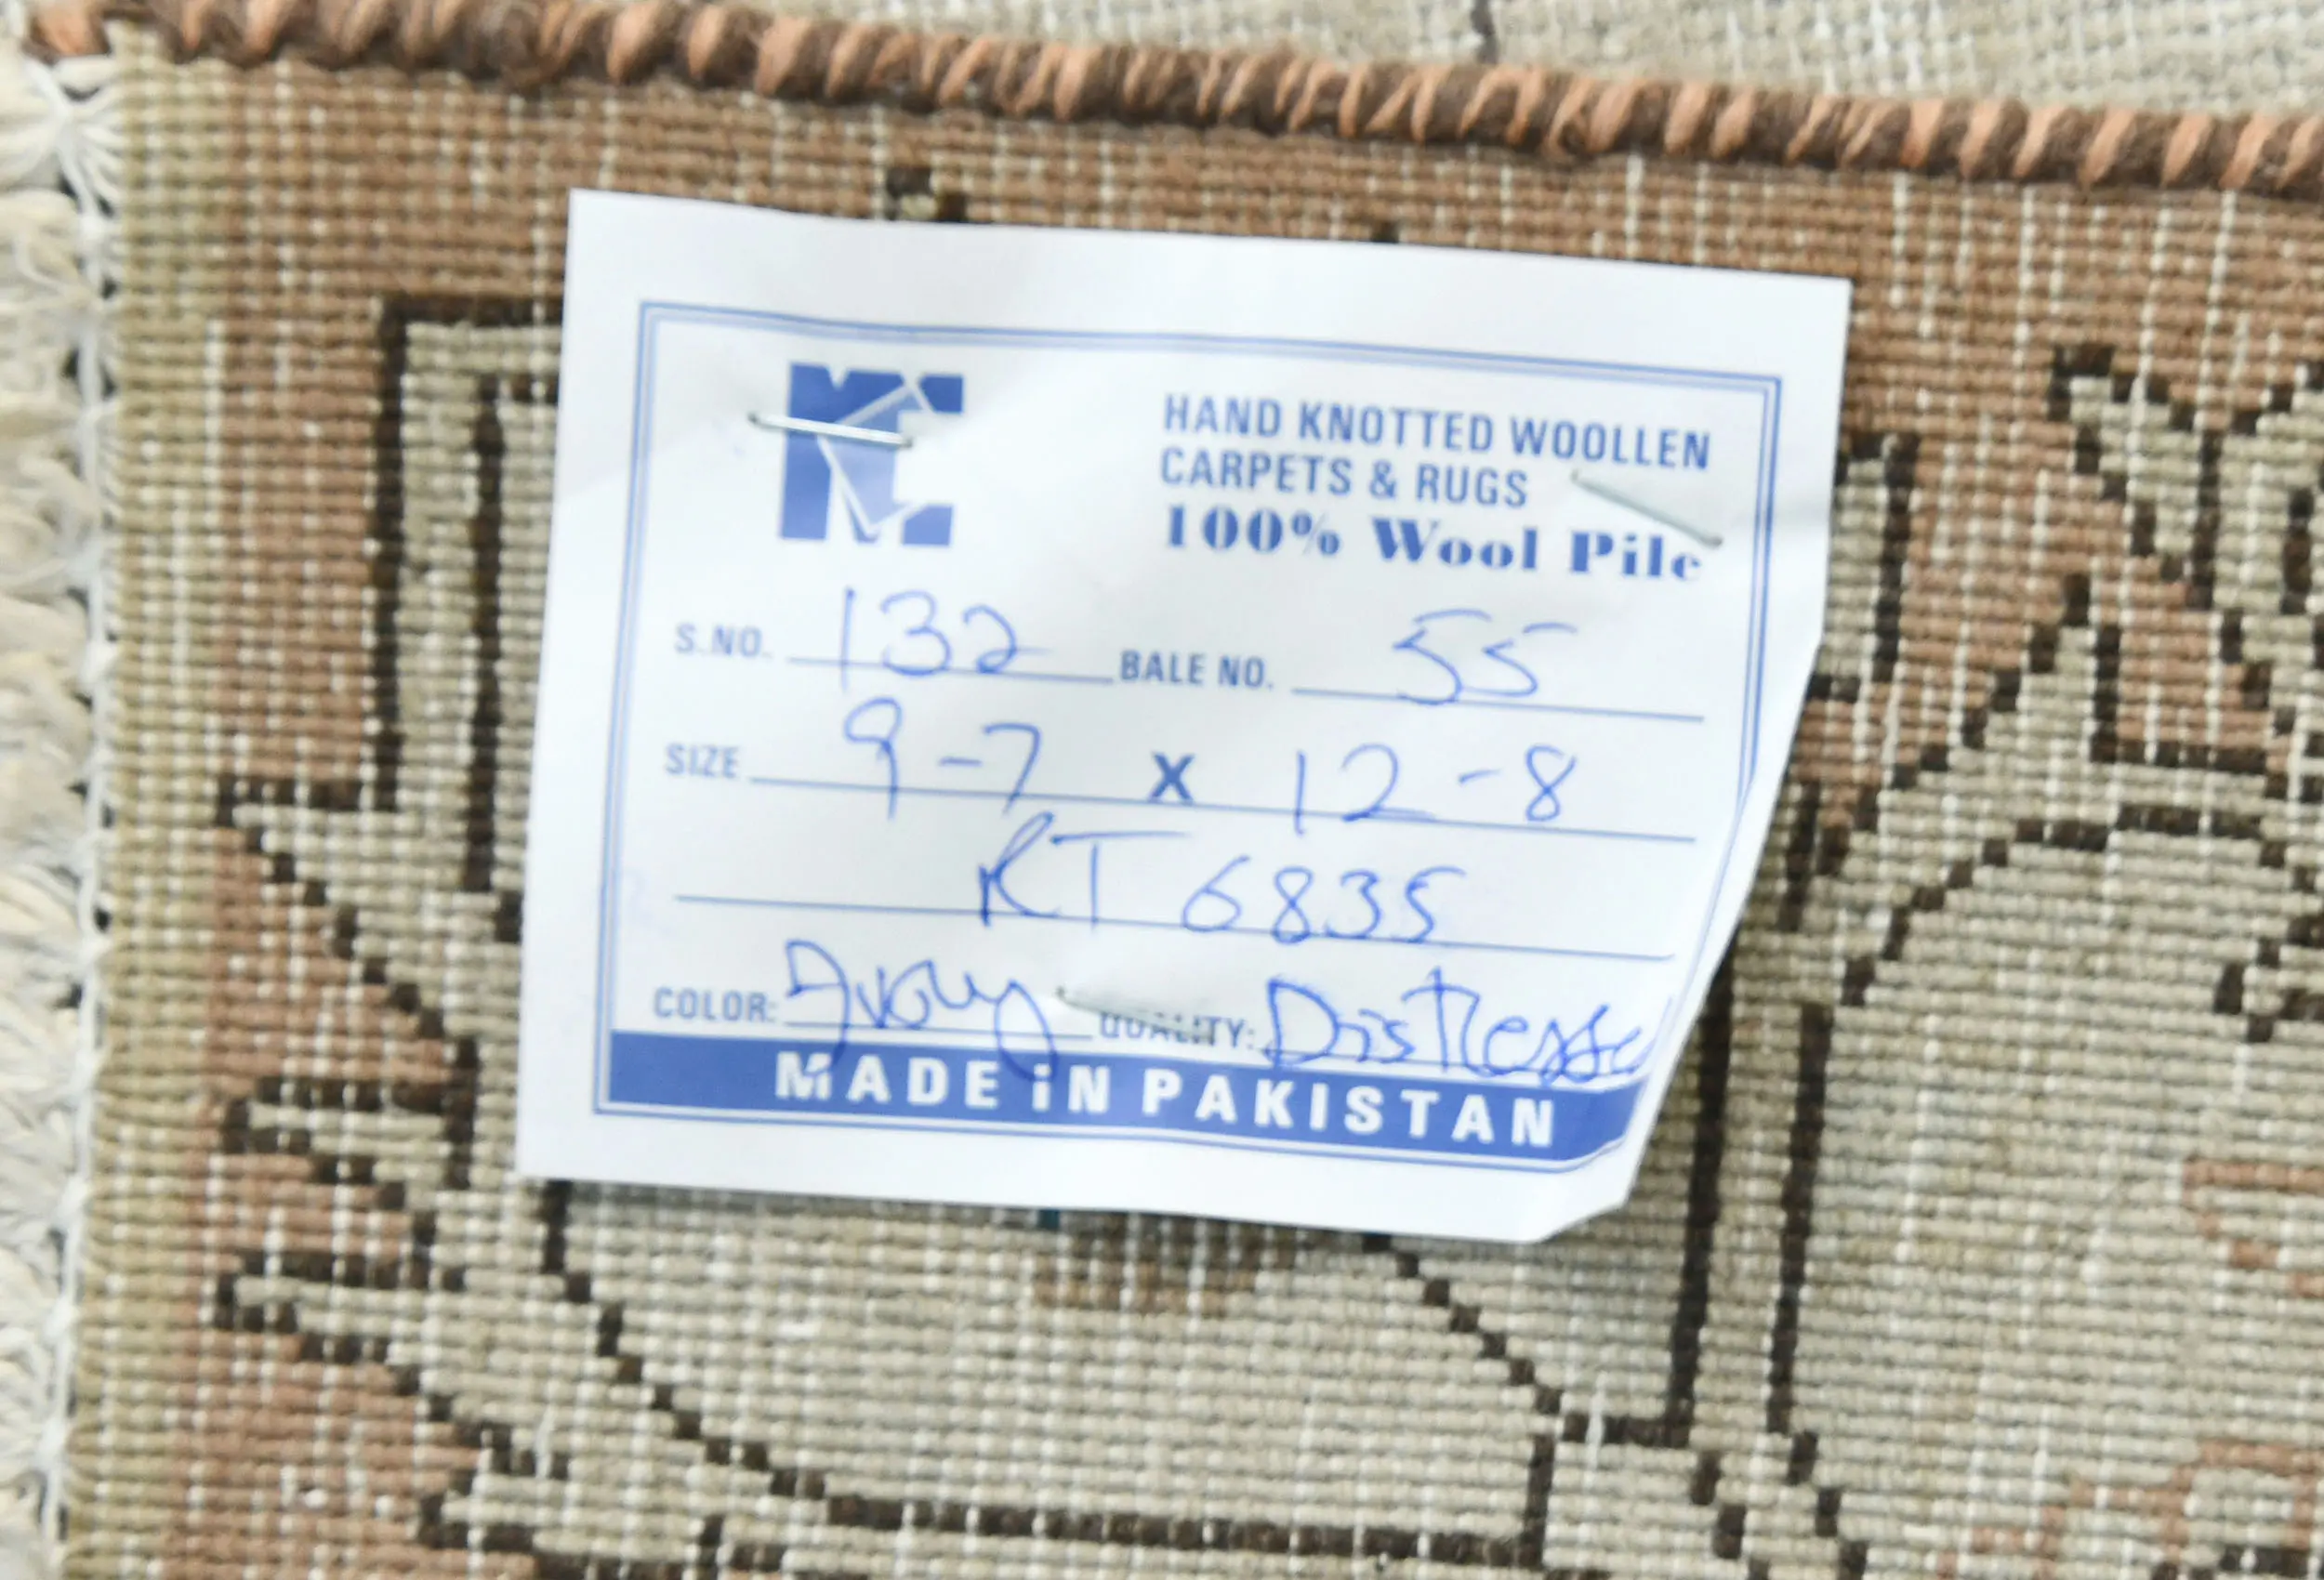 HAND KNOTTED WOOLLEN
CARPETS & RUGS
100% Wool Pile
S.NO. 132 BALE NO. 55
SIZE 9-7 X 12-8
RT 6835
COLOR: Ivory QUALITY: Distresse
MADE iN PAKISTAN